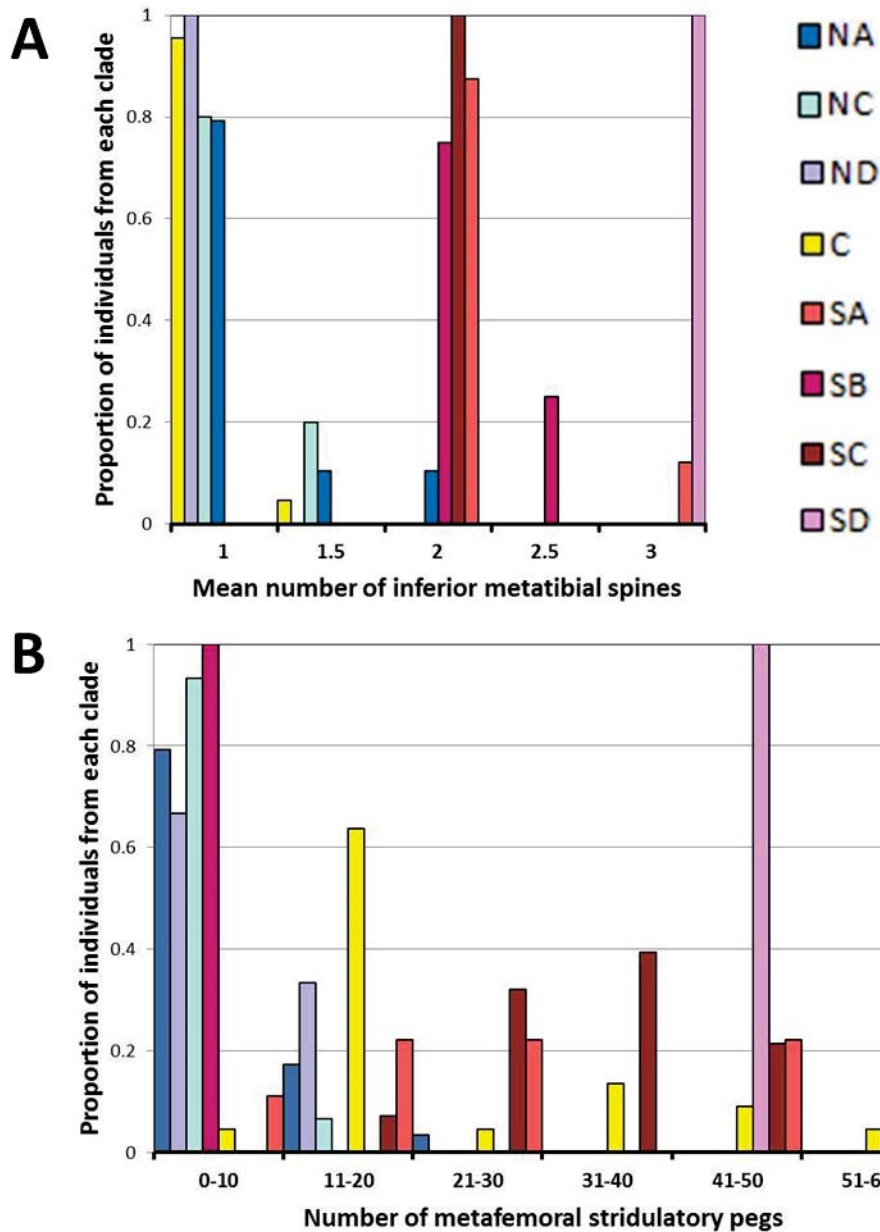 A
Proportion of individuals from each clade
1
0.8
0.6
0.4
0.2
0
1 1.5 2 2.5 3
Mean number of inferior metatibial spines
NA
NC
ND
C
SA
SB
SC
SD
B
Proportion of individuals from each clade
1
0.8
0.6
0.4
0.2
0
0-10 11-20 21-30 31-40 41-50 51-6
Number of metafemoral stridulatory pegs